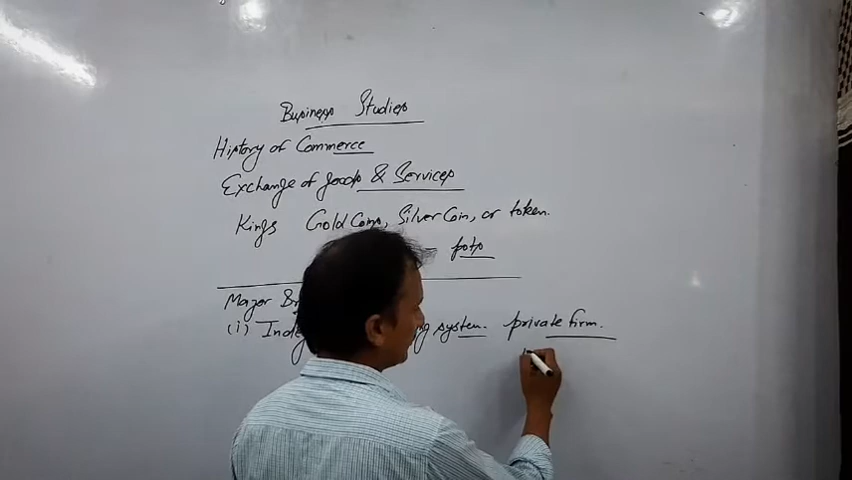 Business Studies
History of Commerce
Exchange of goods & Services
Kings Gold Coins, Silver Coin, or token.
pots
Major
(i) system. private firm.